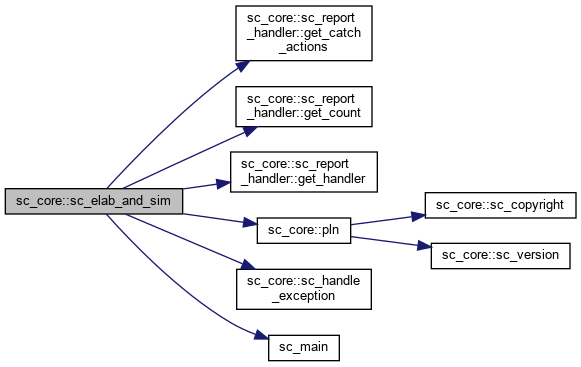 sc_core::sc_report
_handler::get_catch
_actions
sc_core::sc_report
_handler::get_count
sc_core::sc_report
_handler::get_handler
sc_core::sc_elab_and_sim
sc_core::pln
sc_core::sc_copyright
sc_core::sc_version
sc_core::sc_handle
_exception
sc_main